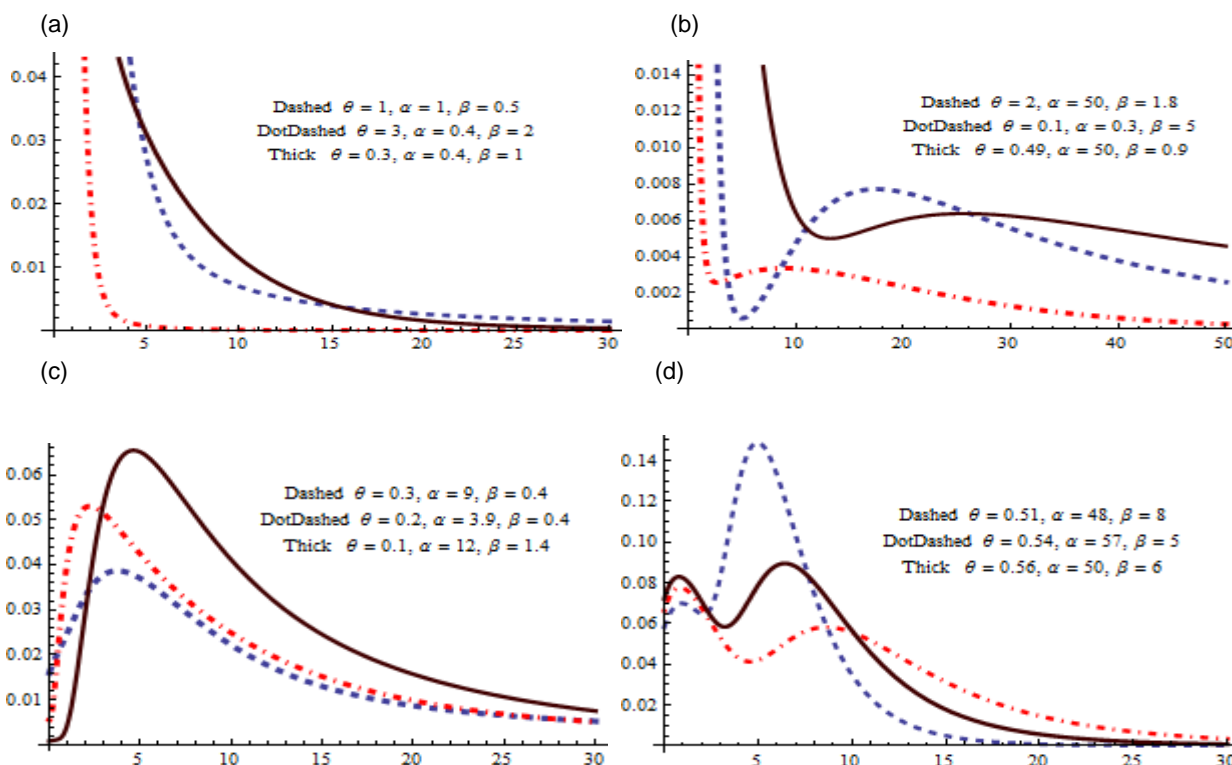 (a)
0.04
0.03
0.02
0.01
Dashed θ = 1, α = 1, β = 0.5
DotDashed θ = 3, α = 0.4, β = 2
Thick θ = 0.3, α = 0.4, β = 1
5 10 15 20 25 30
(b)
0.014
0.012
0.010
0.008
0.006
0.004
0.002
Dashed θ = 2, α = 50, β = 1.8
DotDashed θ = 0.1, α = 0.3, β = 5
Thick θ = 0.49, α = 50, β = 0.9
10 20 30 40 50
(c)
0.06
0.05
0.04
0.03
0.02
0.01
Dashed θ = 0.3, α = 9, β = 0.4
DotDashed θ = 0.2, α = 3.9, β = 0.4
Thick θ = 0.1, α = 12, β = 1.4
5 10 15 20 25 30
(d)
0.14
0.12
0.10
0.08
0.06
0.04
0.02
Dashed θ = 0.51, α = 48, β = 8
DotDashed θ = 0.54, α = 57, β = 5
Thick θ = 0.56, α = 50, β = 6
5 10 15 20 25 30